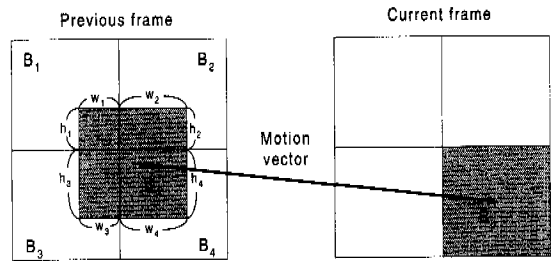 Previous frame
Current frame
B1
B2
w1
w2
h1
h2
Motion
vector
h3
h4
w3
w4
B3
B4